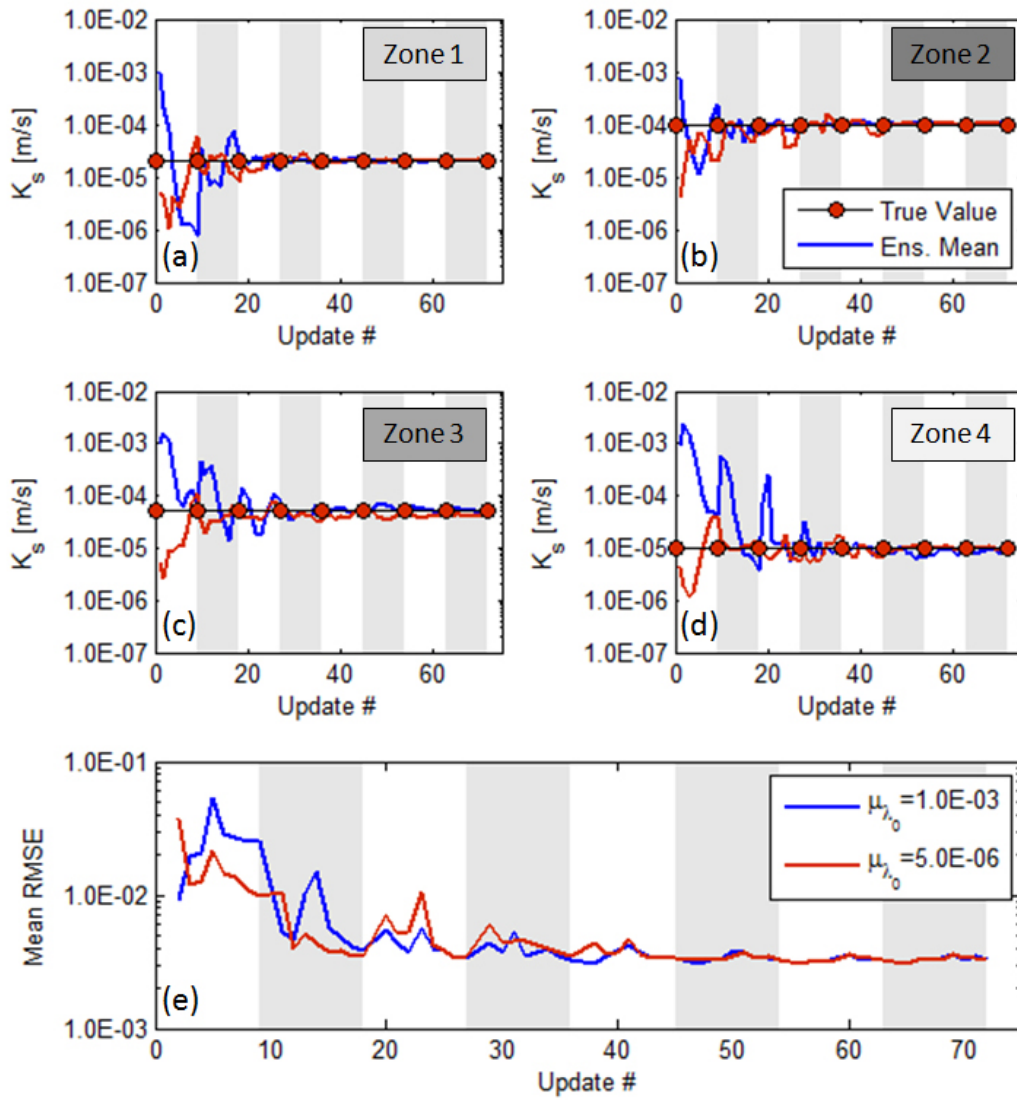 1.0E-02
1.0E-03
1.0E-04
1.0E-05
1.0E-06
1.0E-07
K_s [m/s]
Zone 1
(a)
0 20 40 60
Update #
1.0E-02
1.0E-03
1.0E-04
1.0E-05
1.0E-06
1.0E-07
K_s [m/s]
Zone 2
True Value
Ens. Mean
(b)
0 20 40 60
Update #
1.0E-02
1.0E-03
1.0E-04
1.0E-05
1.0E-06
1.0E-07
K_s [m/s]
Zone 3
(c)
0 20 40 60
Update #
1.0E-02
1.0E-03
1.0E-04
1.0E-05
1.0E-06
1.0E-07
K_s [m/s]
Zone 4
(d)
0 20 40 60
Update #
1.0E-01
1.0E-02
1.0E-03
Mean RMSE
μ_λ₀=1.0E-03
μ_λ₀=5.0E-06
(e)
0 10 20 30 40 50 60 70
Update #